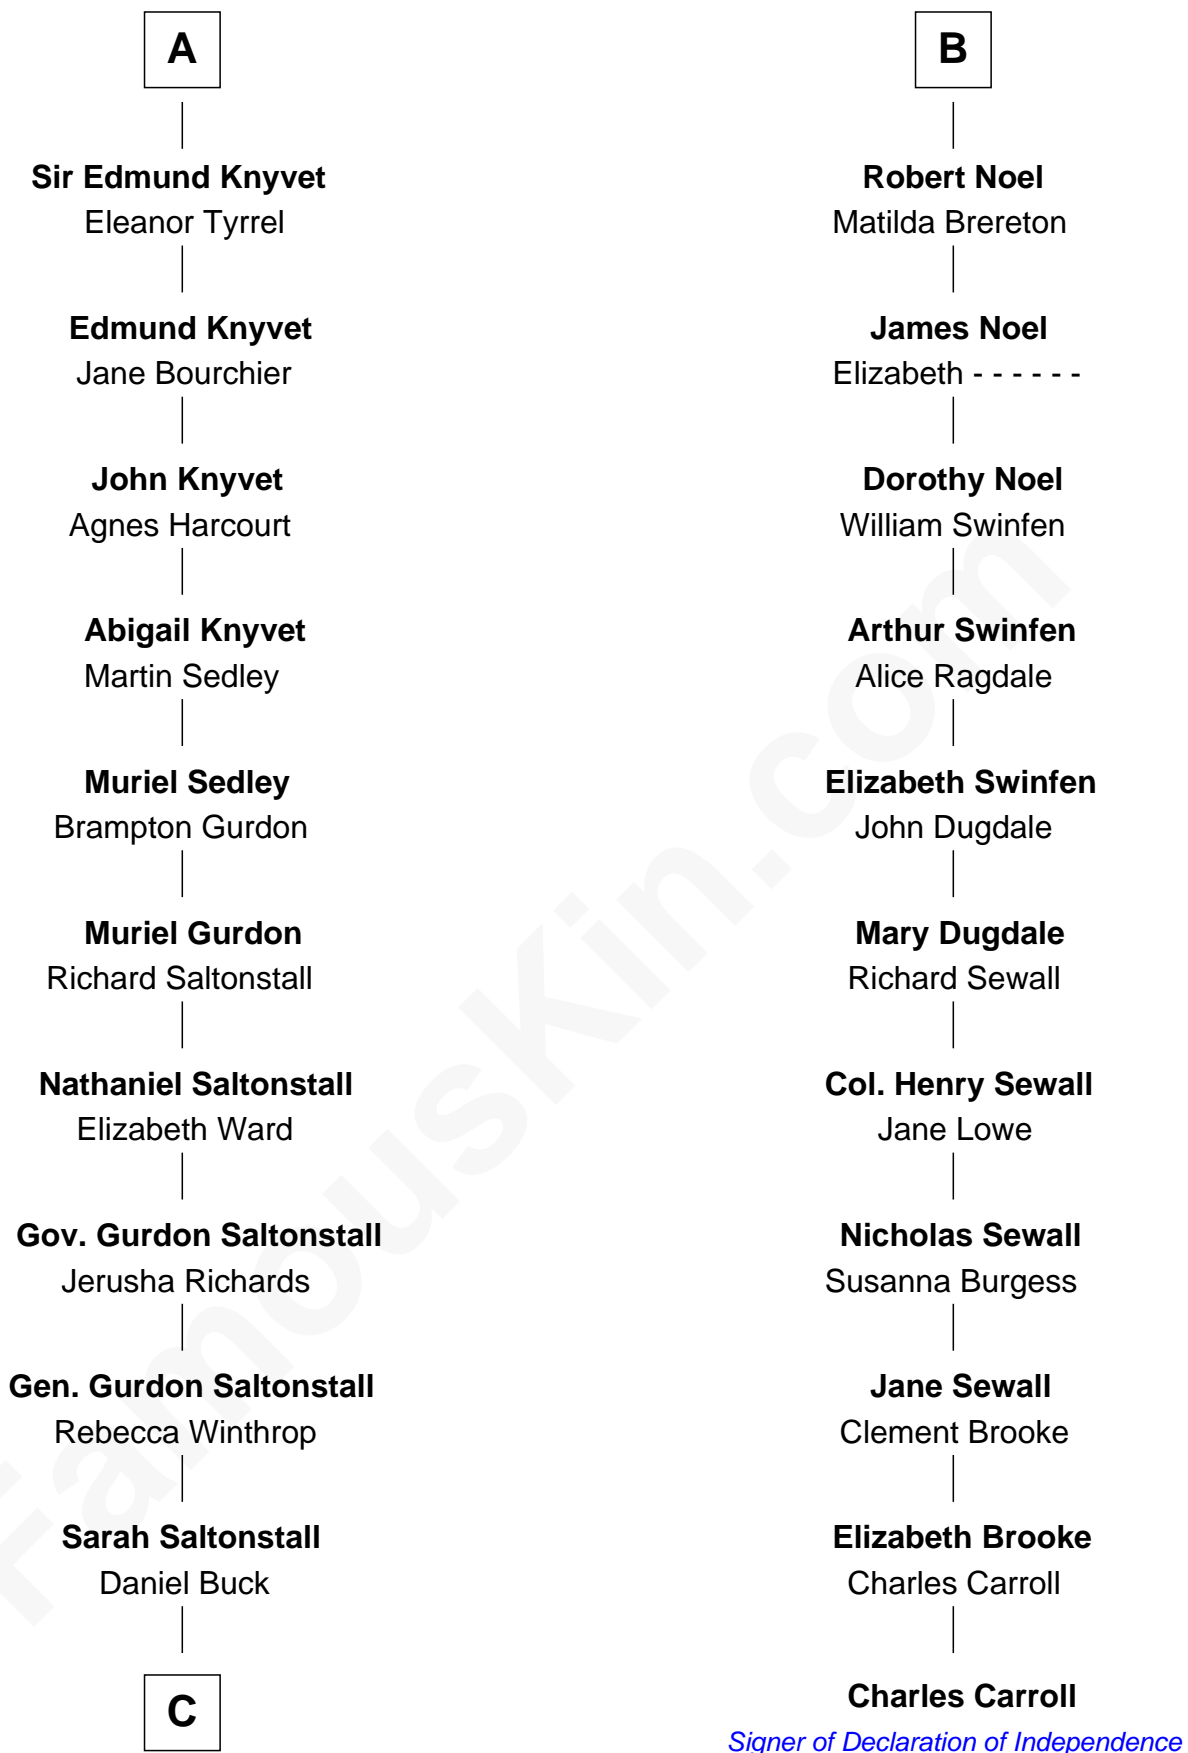 A
Sir Edmund Knyvet
Eleanor Tyrrel
Edmund Knyvet
Jane Bourchier
John Knyvet
Agnes Harcourt
Abigail Knyvet
Martin Sedley
Muriel Sedley
Brampton Gurdon
Muriel Gurdon
Richard Saltonstall
Nathaniel Saltonstall
Elizabeth Ward
Gov. Gurdon Saltonstall
Jerusha Richards
Gen. Gurdon Saltonstall
Rebecca Winthrop
Sarah Saltonstall
Daniel Buck
C
B
Robert Noel
Matilda Brereton
James Noel
Elizabeth - - - - - -
Dorothy Noel
William Swinfen
Arthur Swinfen
Alice Ragdale
Elizabeth Swinfen
John Dugdale
Mary Dugdale
Richard Sewall
Col. Henry Sewall
Jane Lowe
Nicholas Sewall
Susanna Burgess
Jane Sewall
Clement Brooke
Elizabeth Brooke
Charles Carroll
Charles Carroll
Signer of Declaration of Independence
FamousKin.com